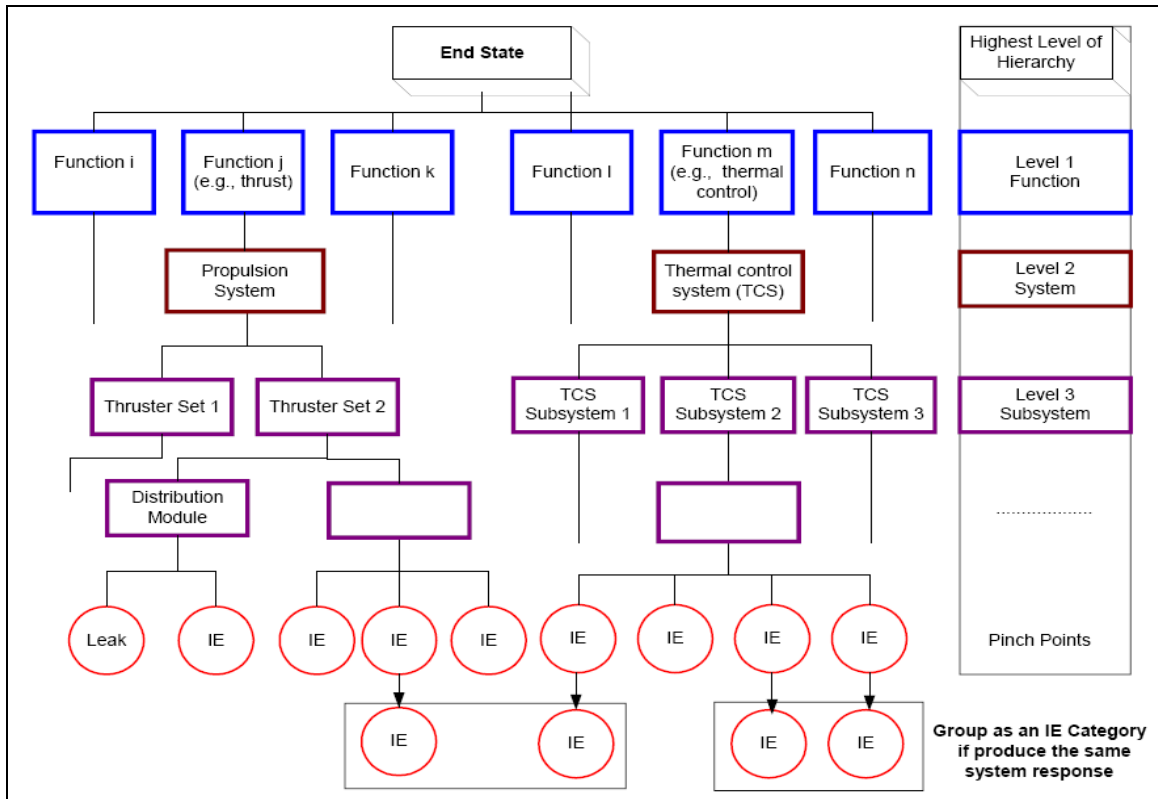 End State
Highest Level of
Hierarchy
Function i
Function j
(e.g., thrust)
Function k
Function l
Function m
(e.g., thermal
control)
Function n
Level 1
Function
Propulsion
System
Thermal control
system (TCS)
Level 2
System
Thruster Set 1
Thruster Set 2
TCS
Subsystem 1
TCS
Subsystem 2
TCS
Subsystem 3
Level 3
Subsystem
Distribution
Module
...................
Leak
IE
IE
IE
IE
IE
IE
IE
IE
Pinch Points
IE
IE
IE
IE
Group as an IE Category
if produce the same
system response